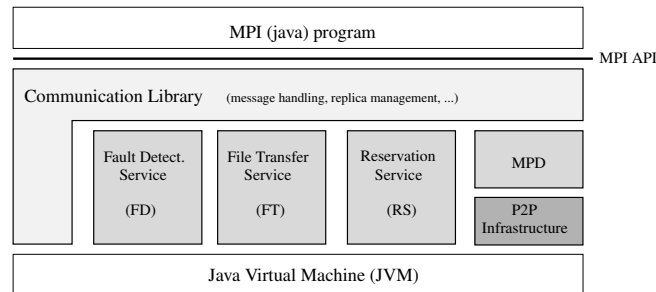 MPI (java) program
MPI API
Communication Library (message handling, replica management, ...)
Fault Detect.
Service
(FD)
File Transfer
Service
(FT)
Reservation
Service
(RS)
MPD
P2P
Infrastructure
Java Virtual Machine (JVM)